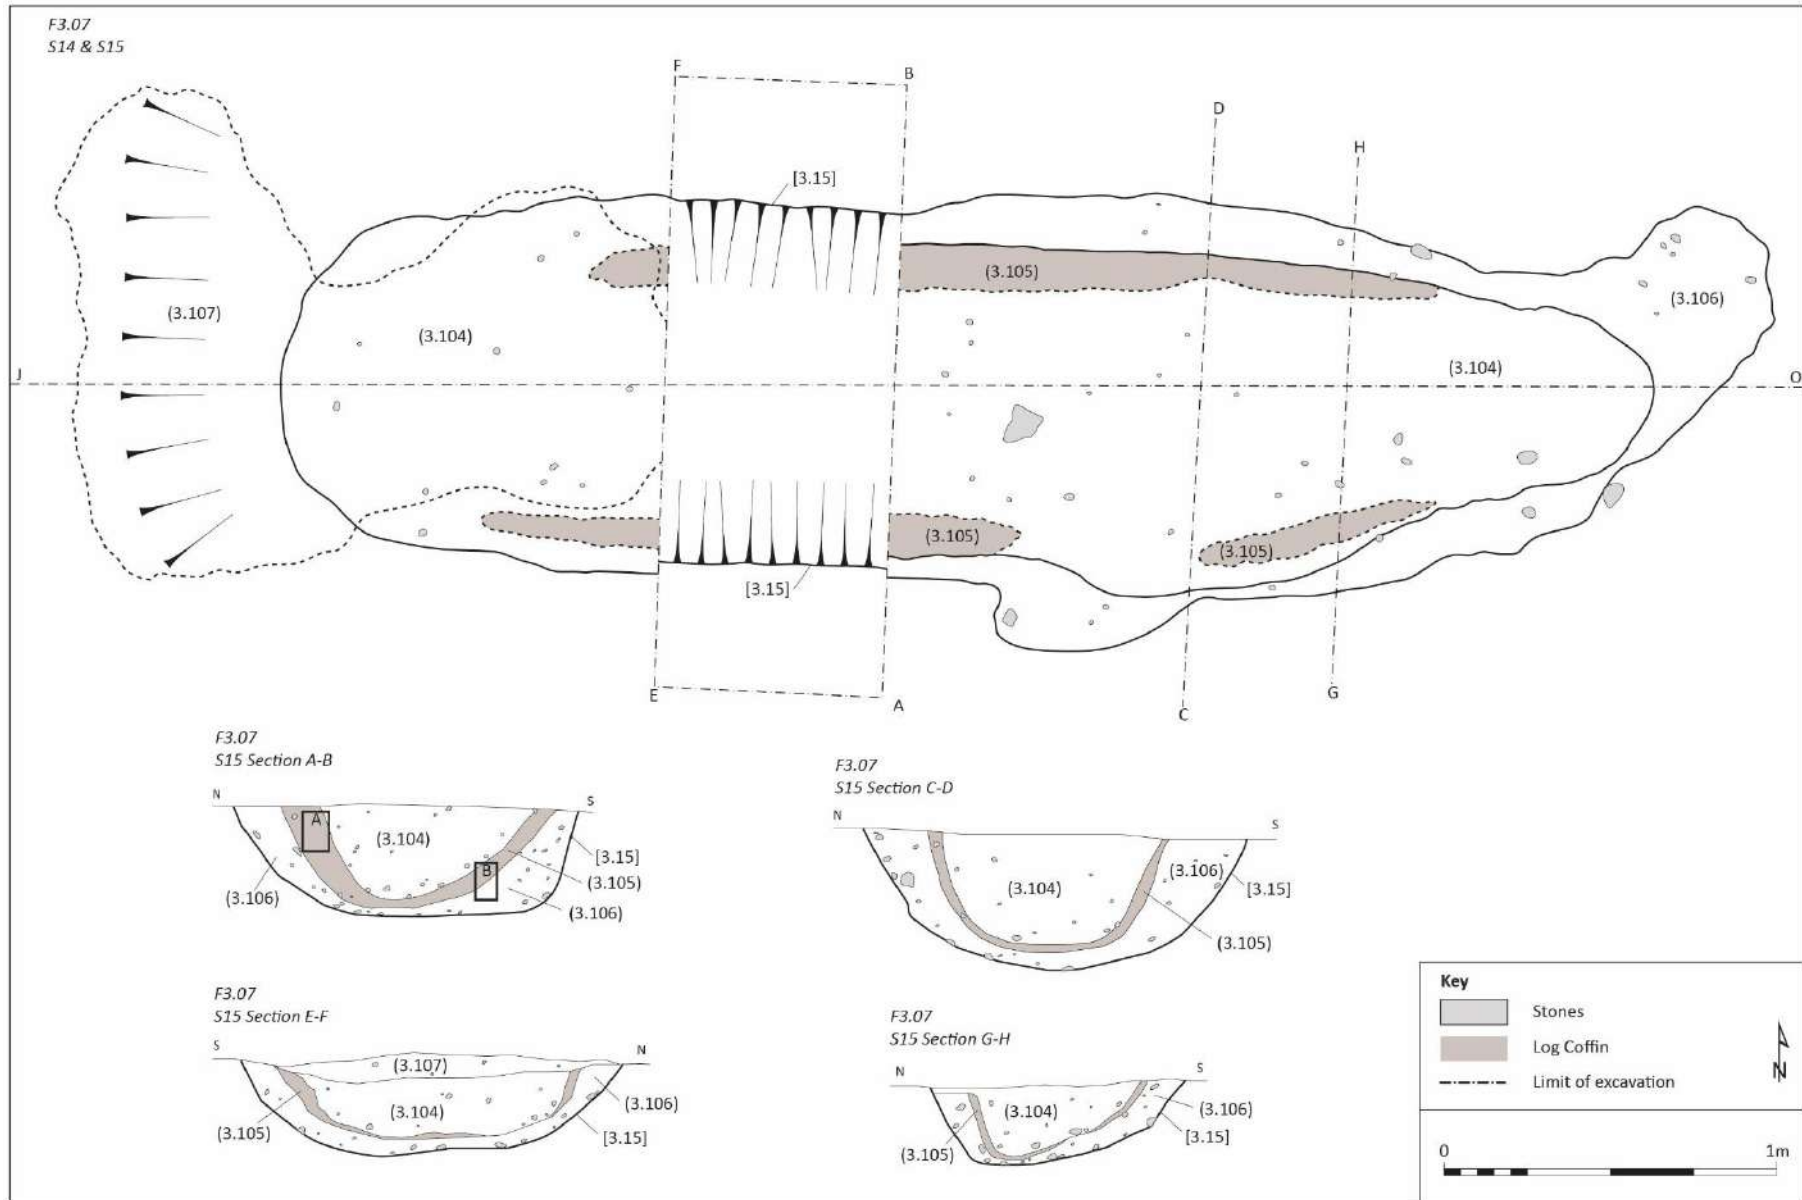 F3.07
S14 & S15
F
B
D
H
[3.15]
(3.105)
(3.106)
(3.107)
(3.104)
(3.104)
J
O
(3.105)
(3.105)
[3.15]
E
A
C
G
F3.07
S15 Section A-B
N
S
A
(3.104)
B
[3.15]
(3.105)
(3.106)
(3.106)
F3.07
S15 Section C-D
N
S
(3.104)
(3.106)
[3.15]
(3.105)
F3.07
S15 Section E-F
S
N
(3.107)
(3.104)
(3.106)
(3.105)
[3.15]
F3.07
S15 Section G-H
N
S
(3.104)
(3.106)
[3.15]
(3.105)
Key
Stones
Log Coffin
Limit of excavation
N
0 1m